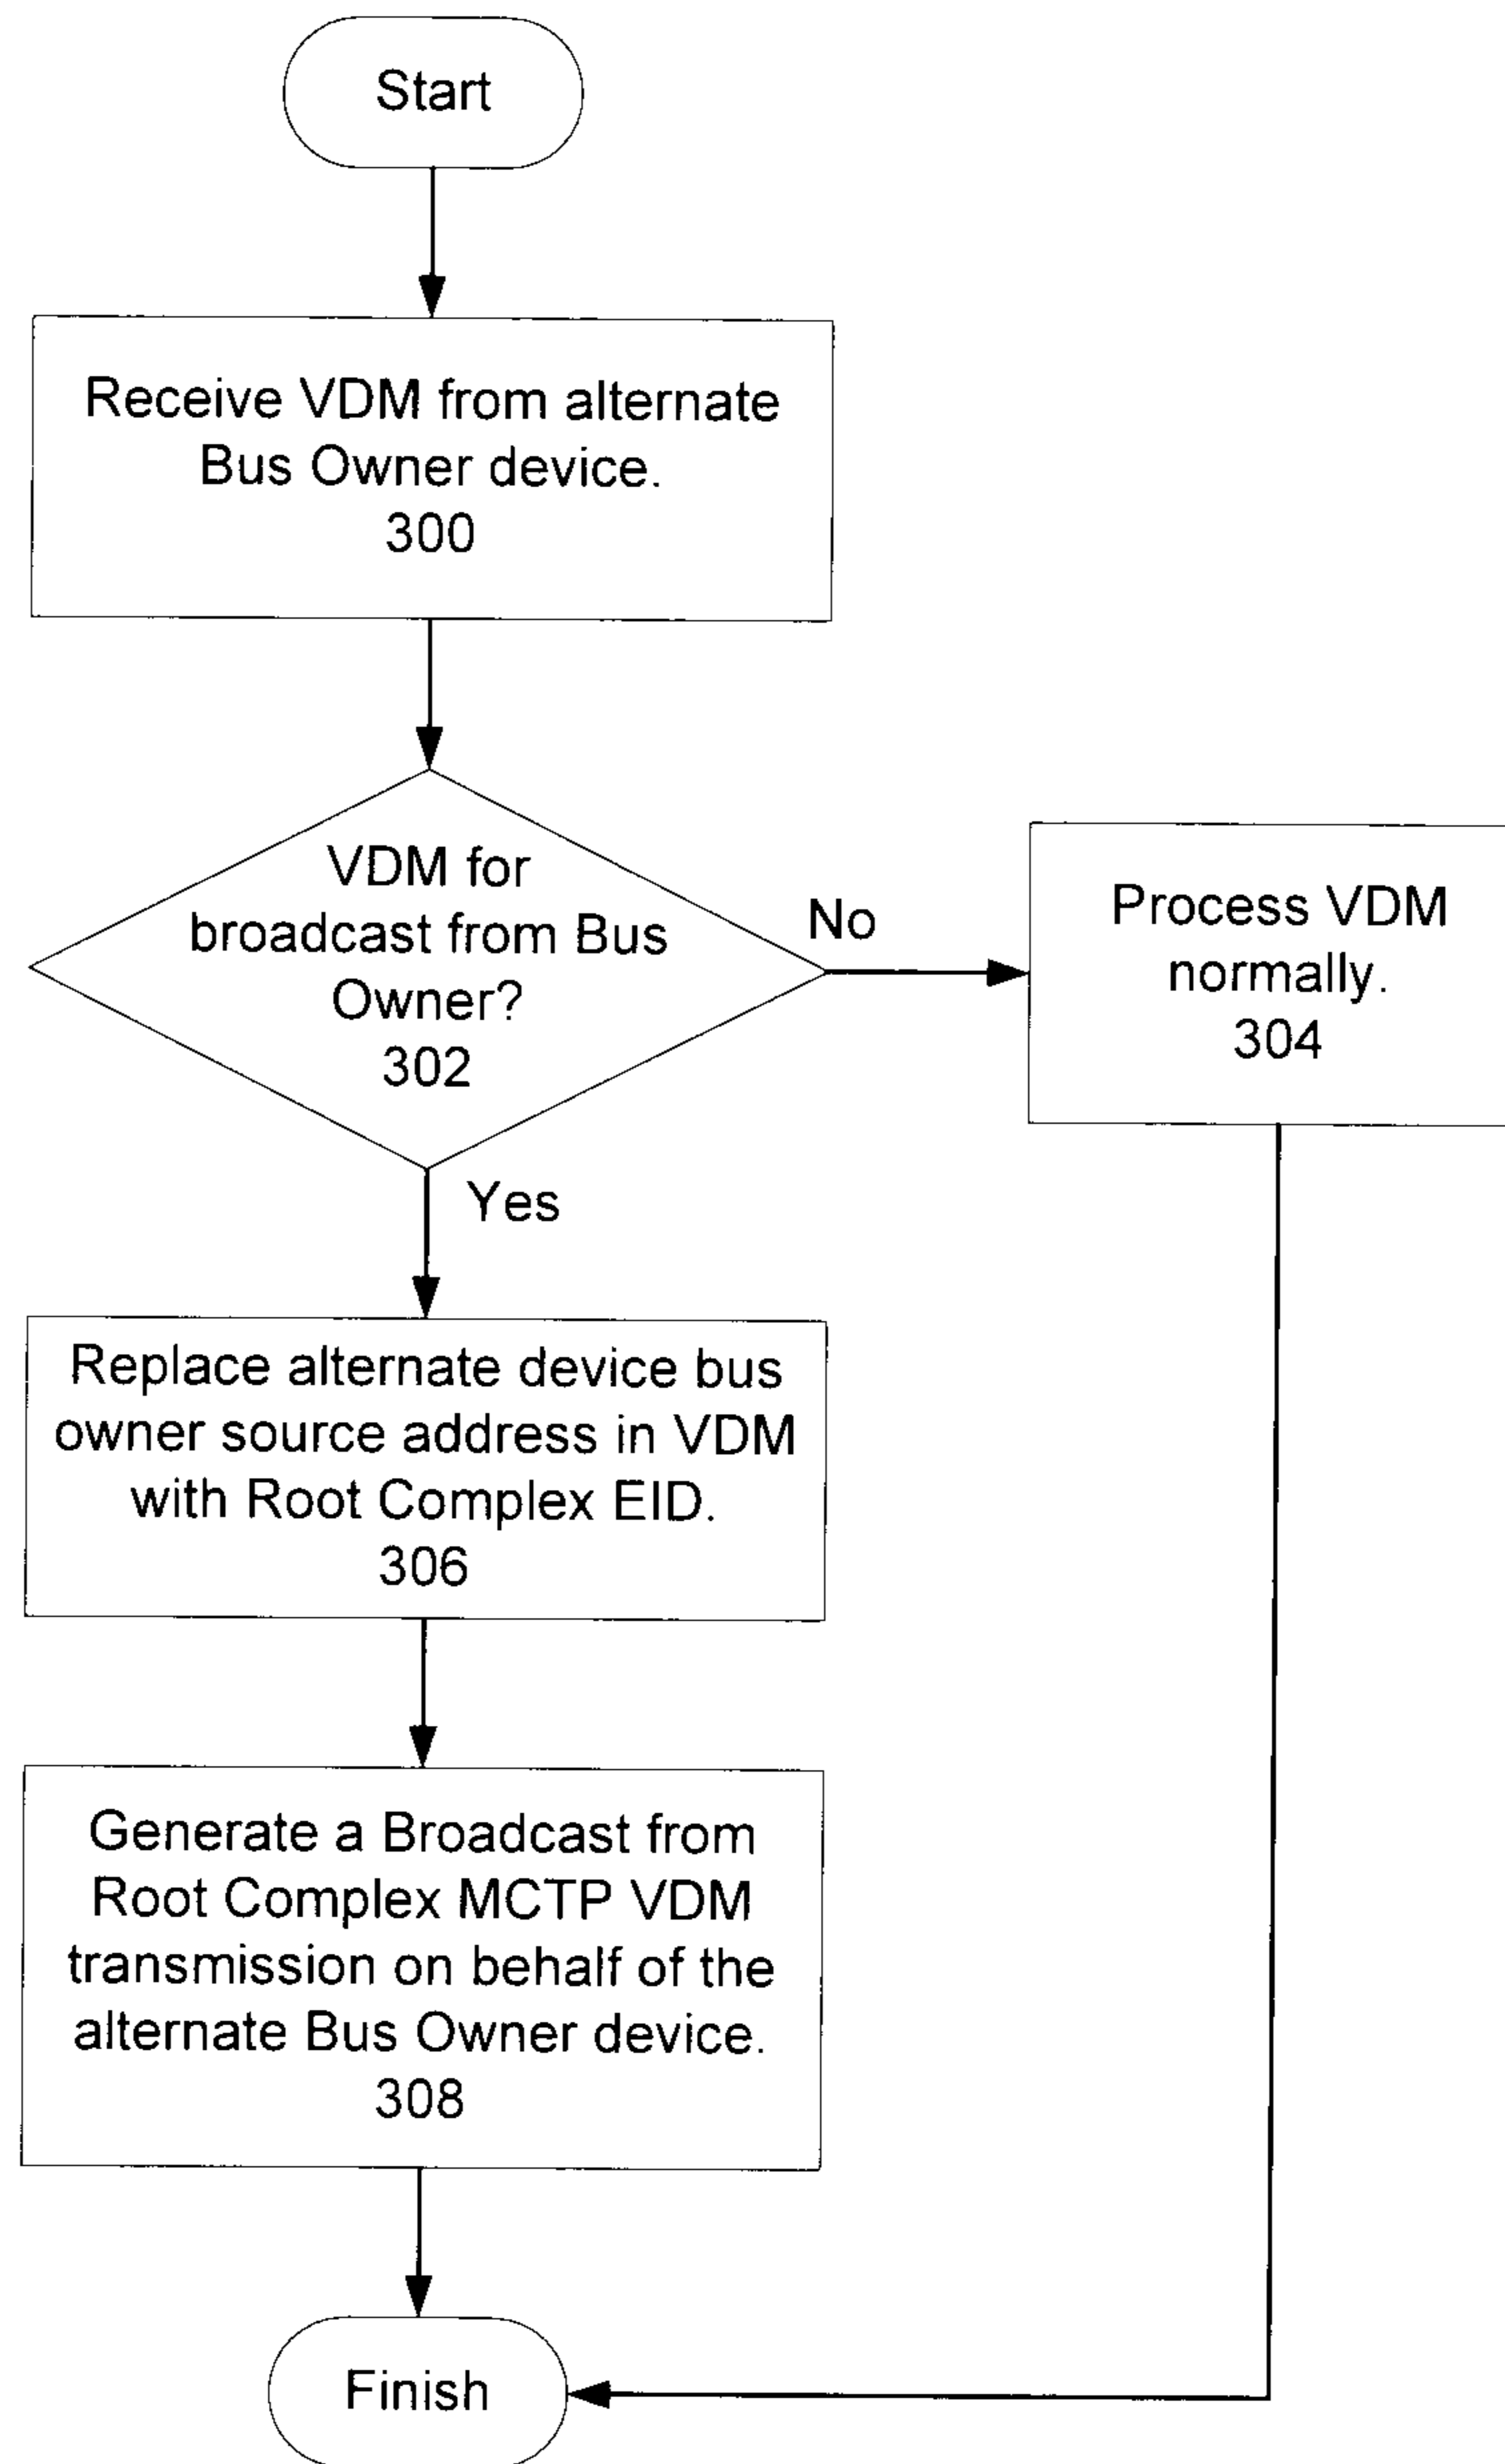 Start
Receive VDM from alternate
Bus Owner device.
300
VDM for
broadcast from Bus
Owner?
302
No
Process VDM
normally.
304
Yes
Replace alternate device bus
owner source address in VDM
with Root Complex EID.
306
Generate a Broadcast from
Root Complex MCTP VDM
transmission on behalf of the
alternate Bus Owner device.
308
Finish